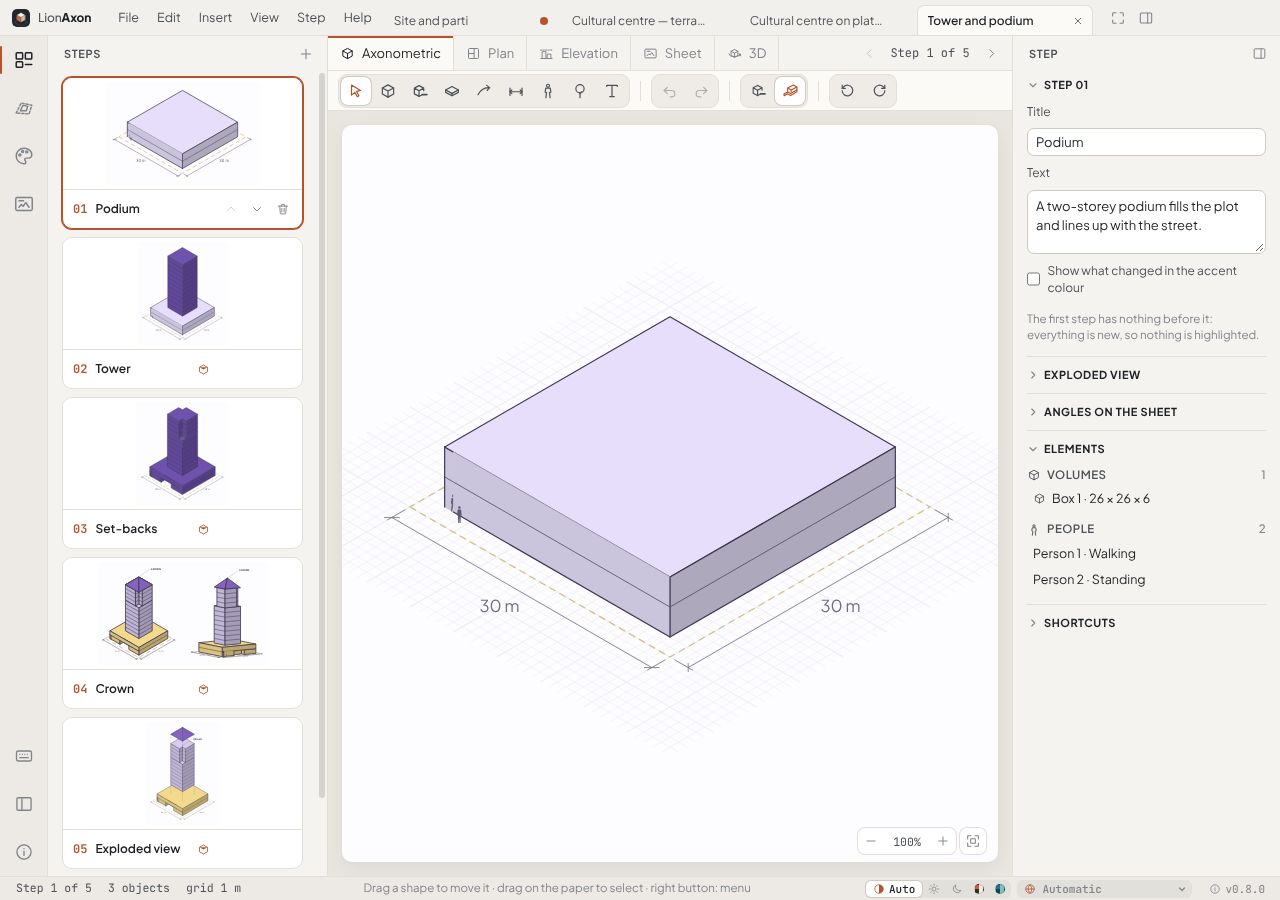 LionAxon File Edit Insert View Step Help
Site and parti
Cultural centre — terra...
Cultural centre on plat...
Tower and podium
STEPS
01 Podium
02 Tower
03 Set-backs
04 Crown
05 Exploded view
Axonometric Plan Elevation Sheet 3D
Step 1 of 5
30 m
30 m
100%
STEP
STEP 01
Title
Podium
Text
A two-storey podium fills the plot
and lines up with the street.
Show what changed in the accent
colour
The first step has nothing before it:
everything is new, so nothing is highlighted.
EXPLODED VIEW
ANGLES ON THE SHEET
ELEMENTS
VOLUMES 1
Box 1 · 26 × 26 × 6
PEOPLE 2
Person 1 · Walking
Person 2 · Standing
SHORTCUTS
Step 1 of 5 3 objects grid 1 m
Drag a shape to move it · drag on the paper to select · right button: menu
Auto
Automatic
v0.8.0